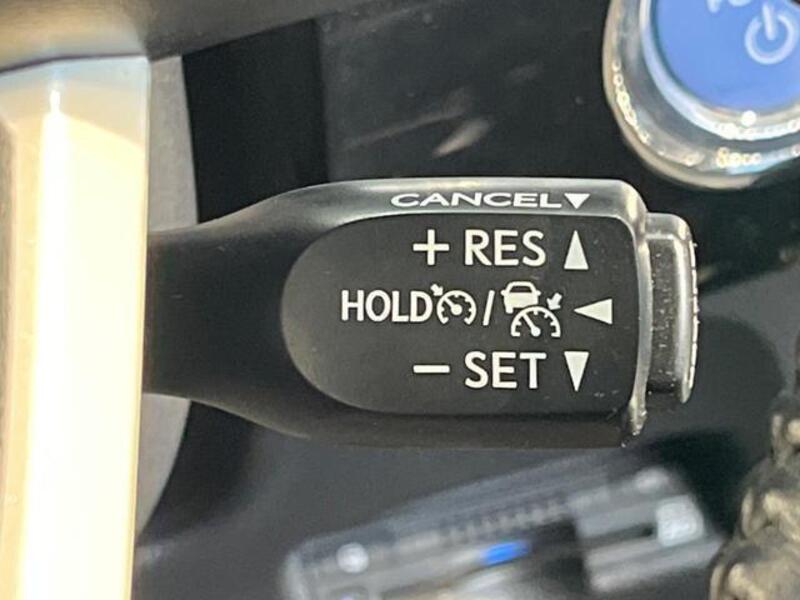 CANCEL▼
+ RES ▲
HOLD / ◀
− SET ▼